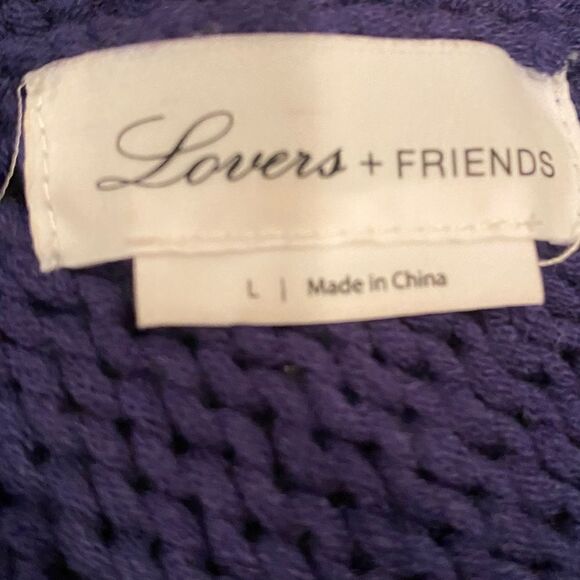 Lovers + FRIENDS
L | Made in China